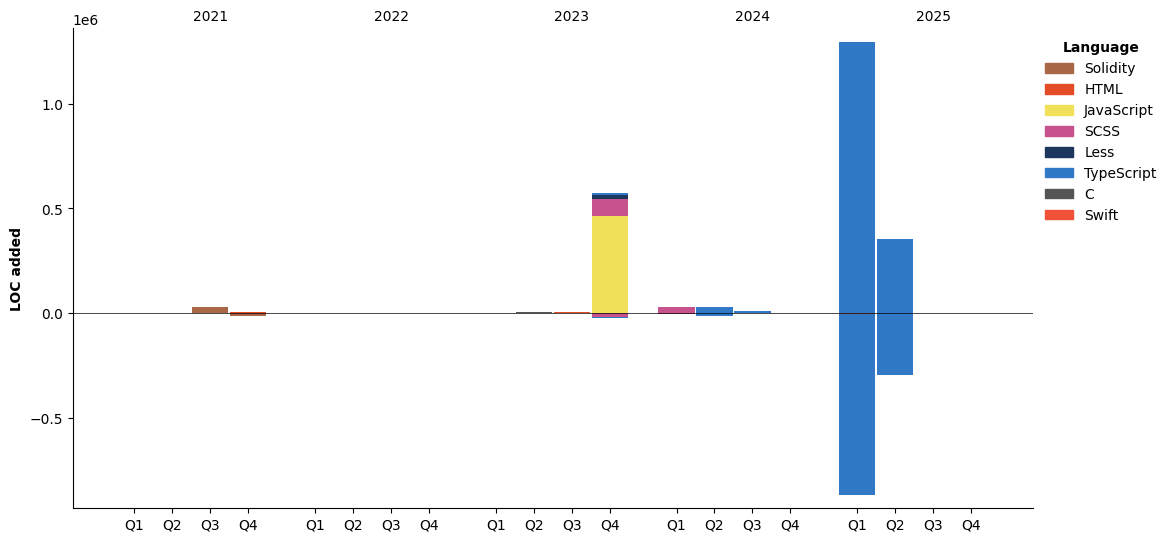 1e6
2021 2022 2023 2024 2025
Language
Solidity
HTML
JavaScript
SCSS
Less
TypeScript
C
Swift
LOC added
1.0
0.5
0.0
−0.5
Q1 Q2 Q3 Q4 Q1 Q2 Q3 Q4 Q1 Q2 Q3 Q4 Q1 Q2 Q3 Q4 Q1 Q2 Q3 Q4